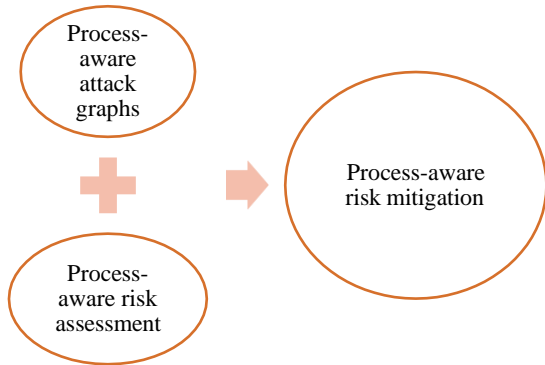 Process-
aware
attack
graphs
Process-
aware risk
assessment
Process-aware
risk mitigation